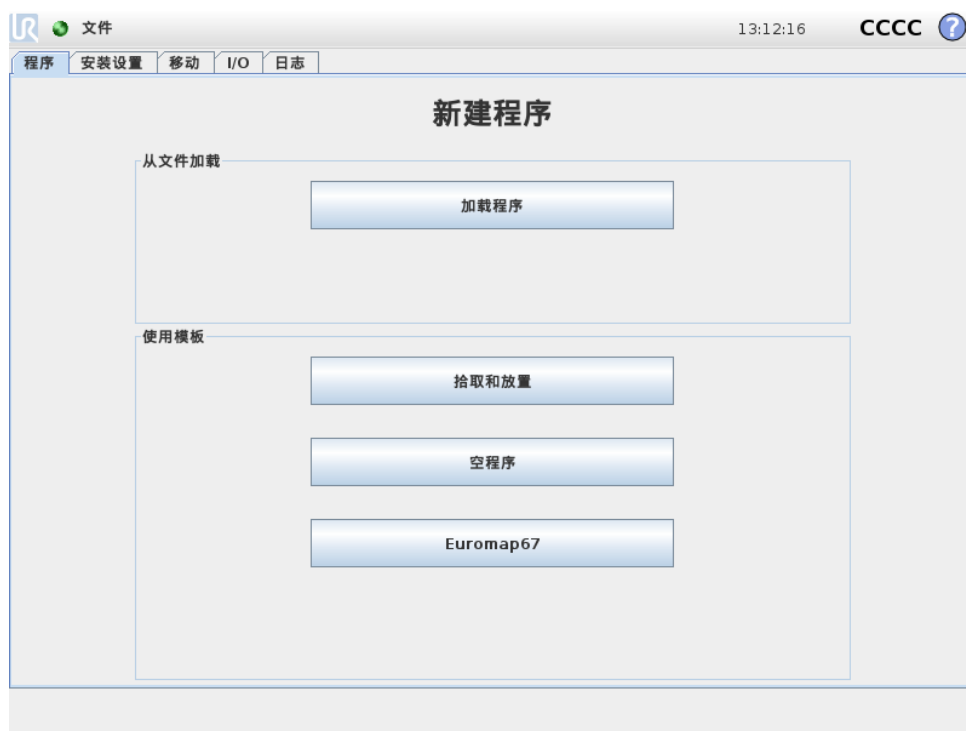 UR 文件 13:12:16 CCCC ?
程序 安装设置 移动 I/O 日志
新建程序
从文件加载
加载程序
使用模板
拾取和放置
空程序
Euromap67